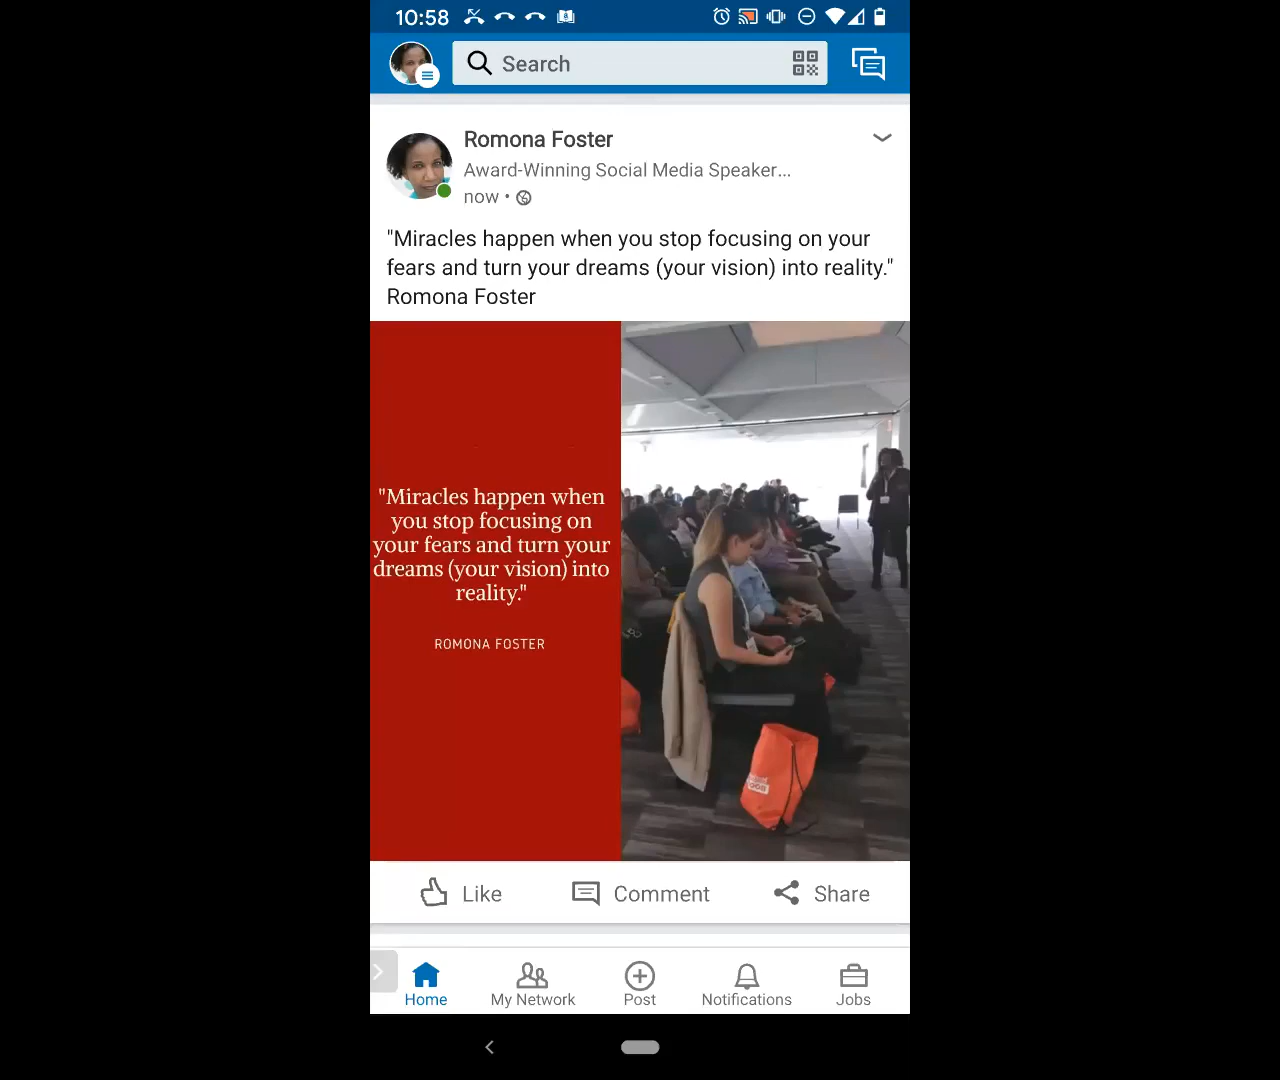 10:58
Search
Romona Foster
Award-Winning Social Media Speaker...
now •
"Miracles happen when you stop focusing on your
fears and turn your dreams (your vision) into reality."
Romona Foster
"Miracles happen when
you stop focusing on
your fears and turn your
dreams (your vision) into
reality."
ROMONA FOSTER
Like
Comment
Share
Home
My Network
Post
Notifications
Jobs